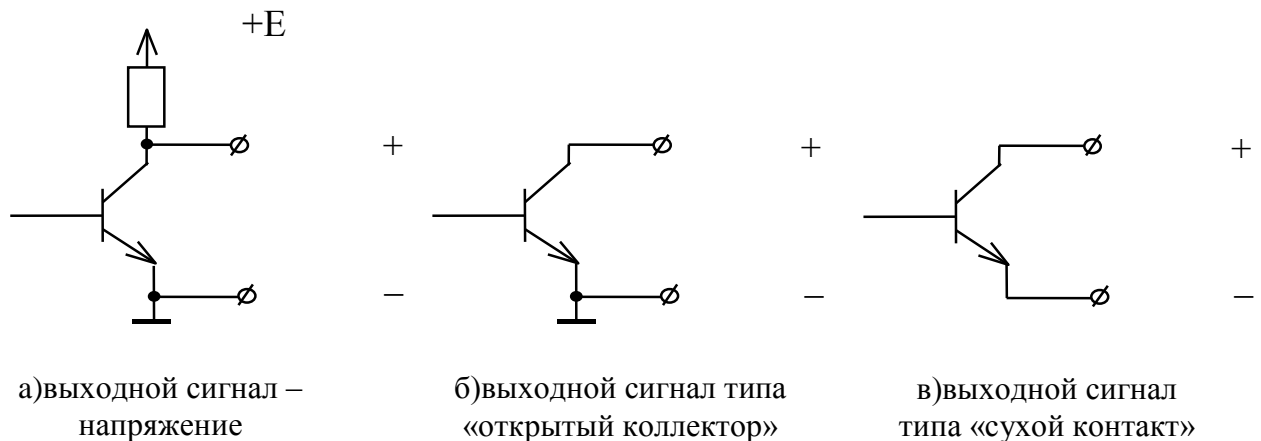 +E
+ + +
– – –
а)выходной сигнал –
напряжение
б)выходной сигнал типа
«открытый коллектор»
в)выходной сигнал
типа «сухой контакт»